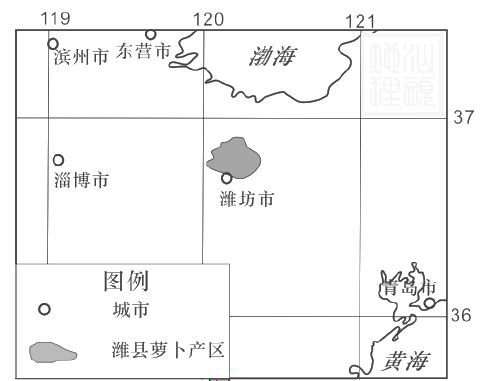 119 120 121
滨州市 东营市 渤海
37
淄博市
潍坊市
图例
青岛市
城市
36
潍县萝卜产区
黄海